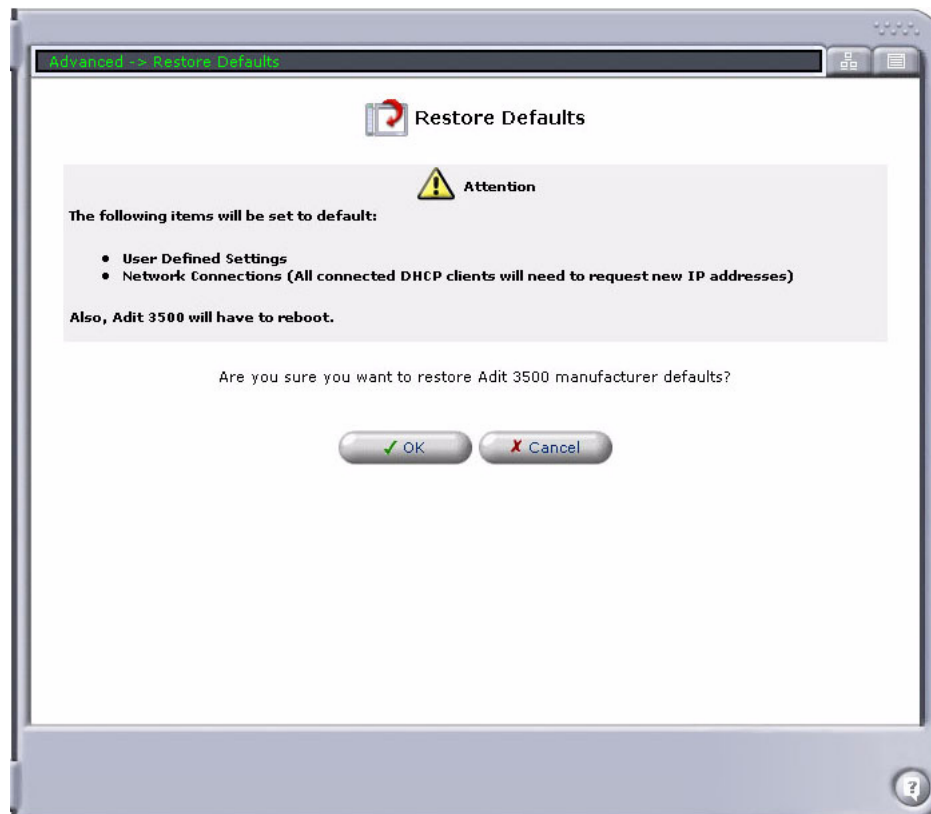 Advanced -> Restore Defaults
Restore Defaults
Attention
The following items will be set to default:
• User Defined Settings
• Network Connections (All connected DHCP clients will need to request new IP addresses)
Also, Adit 3500 will have to reboot.
Are you sure you want to restore Adit 3500 manufacturer defaults?
✓ OK ✗ Cancel
?